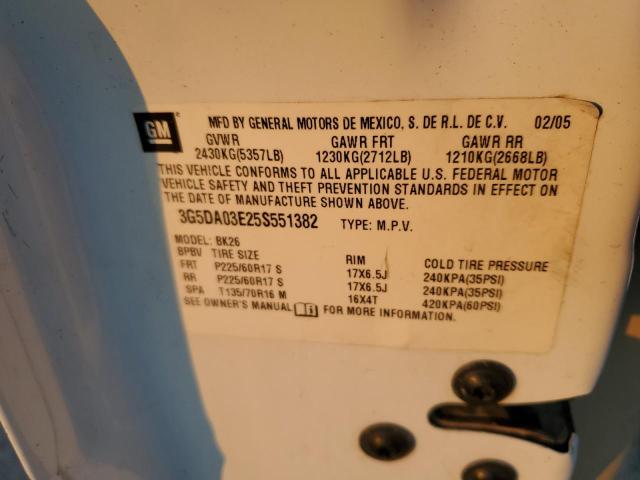 GM
MFD BY GENERAL MOTORS DE MEXICO, S. DE R.L. DE C.V. 02/05
GVWR GAWR FRT GAWR RR
2430KG(5357LB) 1230KG(2712LB) 1210KG(2668LB)
THIS VEHICLE CONFORMS TO ALL APPLICABLE U.S. FEDERAL MOTOR
VEHICLE SAFETY AND THEFT PREVENTION STANDARDS IN EFFECT ON
THE DATE OF MANUFACTURE SHOWN ABOVE.
3G5DA03E25S551382 TYPE: M.P.V.
MODEL: BK26
BPBV TIRE SIZE RIM COLD TIRE PRESSURE
FRT P225/60R17 S 17X6.5J 240KPA(35PSI)
RR P225/60R17 S 17X6.5J 240KPA(35PSI)
SPA T135/70R16 M 16X4T 420KPA(60PSI)
SEE OWNER'S MANUAL FOR MORE INFORMATION.